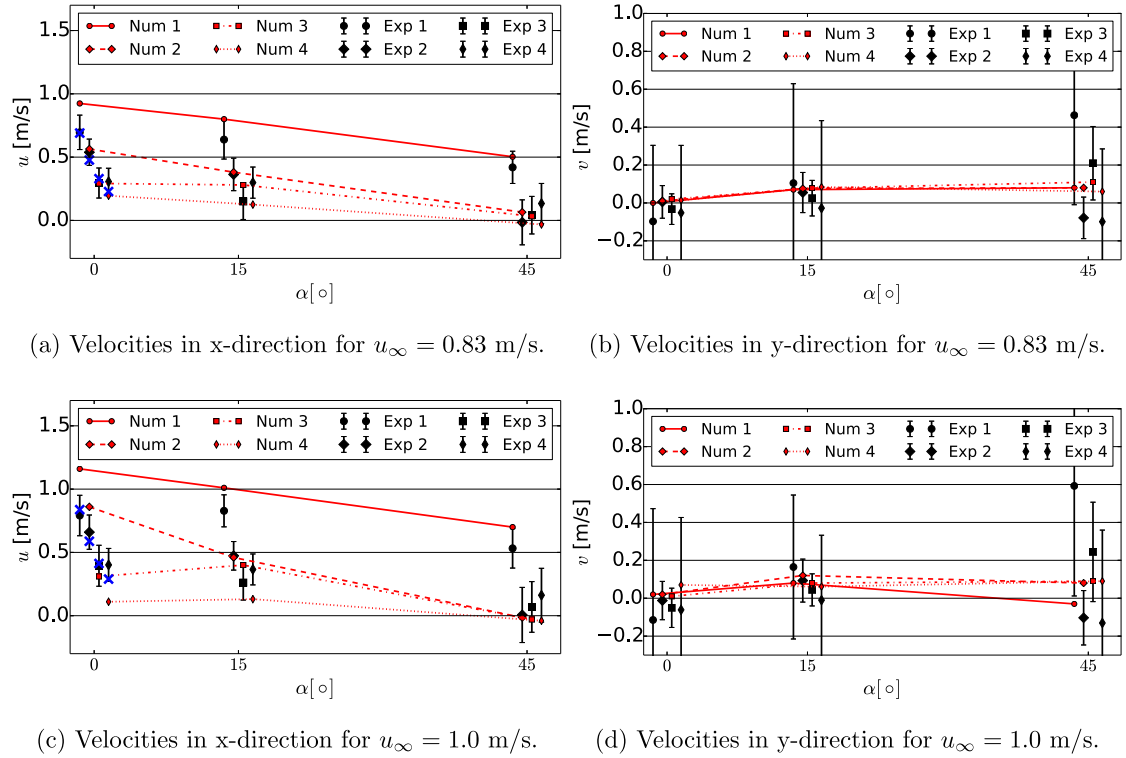 1.5
1.0
0.5
0.0
u [m/s]
Num 1
Num 2
Num 3
Num 4
Exp 1
Exp 2
Exp 3
Exp 4
0
15
45
α[∘]
(a) Velocities in x-direction for u∞ = 0.83 m/s.
1.0
0.8
0.6
0.4
0.2
0.0
−0.2
v [m/s]
Num 1
Num 2
Num 3
Num 4
Exp 1
Exp 2
Exp 3
Exp 4
0
15
45
α[∘]
(b) Velocities in y-direction for u∞ = 0.83 m/s.
1.5
1.0
0.5
0.0
u [m/s]
Num 1
Num 2
Num 3
Num 4
Exp 1
Exp 2
Exp 3
Exp 4
0
15
45
α[∘]
(c) Velocities in x-direction for u∞ = 1.0 m/s.
1.0
0.8
0.6
0.4
0.2
0.0
−0.2
v [m/s]
Num 1
Num 2
Num 3
Num 4
Exp 1
Exp 2
Exp 3
Exp 4
0
15
45
α[∘]
(d) Velocities in y-direction for u∞ = 1.0 m/s.